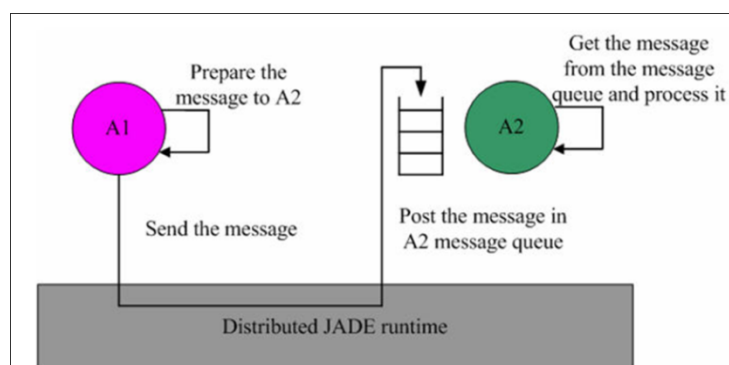 Prepare the
message to A2
A1
Get the message
from the message
queue and process it
A2
Send the message
Post the message in
A2 message queue
Distributed JADE runtime